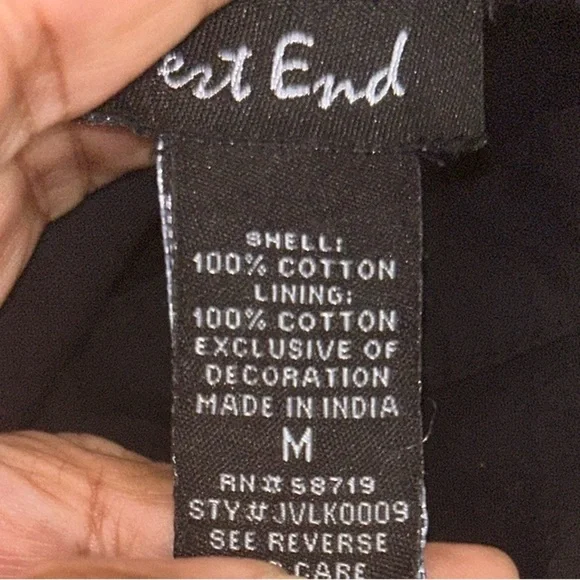 est End
SHELL:
100% COTTON
LINING:
100% COTTON
EXCLUSIVE OF
DECORATION
MADE IN INDIA
M
RN# 58719
STY#JVLK0009
SEE REVERSE
CARE